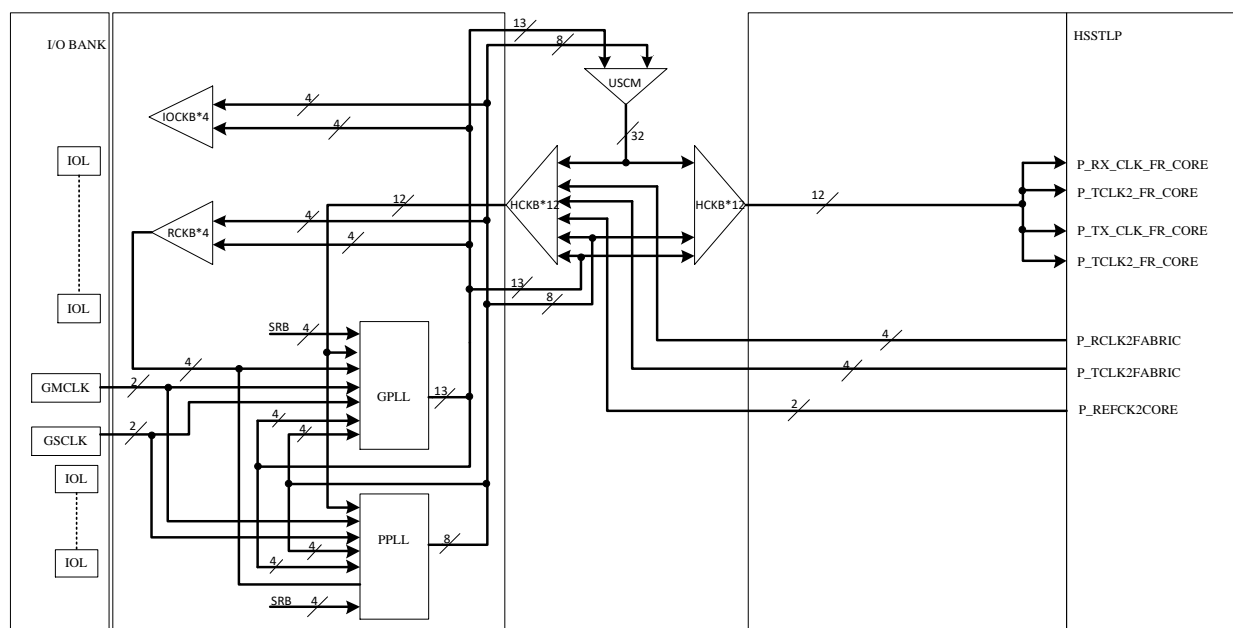 13
I/O BANK
HSSTLP
8
USCM
IOCKB*4
4
4
32
IOL
P_RX_CLK_FR_CORE
12
HCKB*12
HCKB*12
12
P_TCLK2_FR_CORE
RCKB*4
4
4
P_TX_CLK_FR_CORE
P_TCLK2_FR_CORE
13
8
IOL
SRB
4
4
P_RCLK2FABRIC
4
4
P_TCLK2FABRIC
GMCLK
2
GPLL
13
2
P_REFCK2CORE
4
GSCLK
2
4
IOL
PPLL
8
4
IOL
4
SRB
4